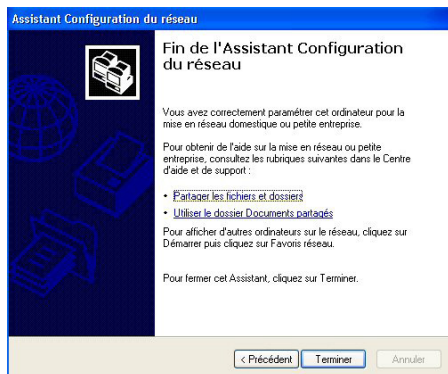 Assistant Configuration du réseau
Fin de l'Assistant Configuration
du réseau
Vous avez correctement paramétrer cet ordinateur pour la
mise en réseau domestique ou petite entreprise.
Pour obtenir de l'aide sur la mise en réseau ou petite
entreprise, consultez les rubriques suivantes dans le Centre
d'aide et de support :
• Partager les fichiers et dossiers
• Utiliser le dossier Documents partagés
Pour afficher d'autres ordinateurs sur le réseau, cliquez sur
Démarrer puis cliquez sur Favoris réseau.
Pour fermer cet Assistant, cliquez sur Terminer.
< Précédent Terminer Annuler